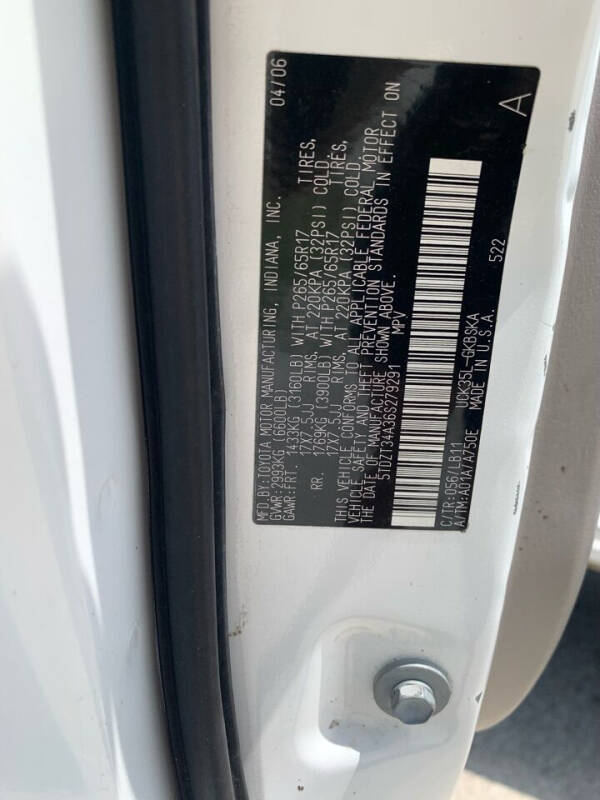 MFD.BY:TOYOTA MOTOR MANUFACTURING, INDIANA, INC. 04/06
GVWR:2993KG (6600LB)
GAWR:FRT. 1433KG (3160LB) WITH P265/65R17 TIRES,
17X7.5JJ RIMS, AT 220KPA (32PSI) COLD.
RR. 1769KG (3900LB) WITH P265/65R17 TIRES,
17X7.5JJ RIMS, AT 220KPA (32PSI) COLD.
THIS VEHICLE CONFORMS TO ALL APPLICABLE FEDERAL MOTOR
VEHICLE SAFETY AND THEFT PREVENTION STANDARDS IN EFFECT ON
THE DATE OF MANUFACTURE SHOWN ABOVE.
5TDZT34A36S279291 MPV
C/TR:056/LB11 UCK35L-GKBSKA 522
A/TM:A01A/A750E MADE IN U.S.A. A